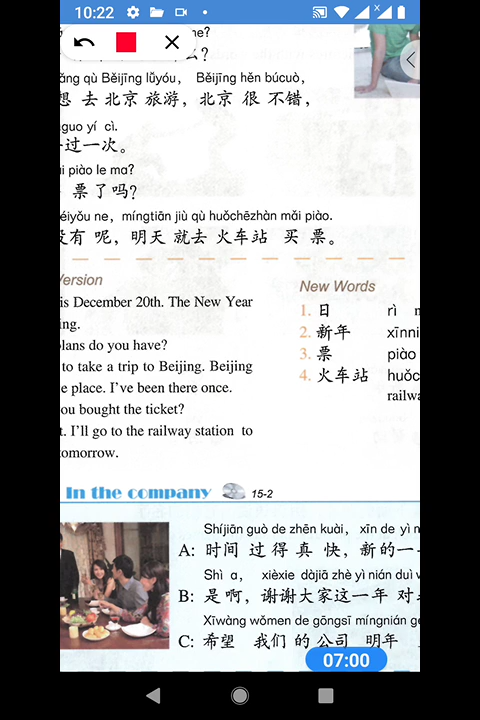 10:22
me?
么?
ǎng qù Běijīng lǚyóu, Běijīng hěn búcuò,
想 去 北京 旅游, 北京 很 不错,
guo yí cì.
过一次。
piào le ma?
票 了 吗?
éiyǒu ne, míngtiān jiù qù huǒchēzhàn mǎi piào.
没有 呢, 明天 就去 火车站 买 票。
Version
is December 20th. The New Year
ing.
plans do you have?
to take a trip to Beijing. Beijing
e place. I've been there once.
you bought the ticket?
t. I'll go to the railway station to
tomorrow.
New Words
1. 日 rì
2. 新年 xīnni
3. 票 piào
4. 火车站 huǒc
railwa
In the company 15-2
Shíjiān guò de zhēn kuài, xīn de yì n
A: 时间 过 得 真 快, 新的一
Shì a, xièxie dàjiā zhè yì nián duì
B: 是 啊, 谢谢大家这一年 对
Xīwàng wǒmen de gōngsī míngnián g
C: 希望 我们 的 公司 明年
07:00